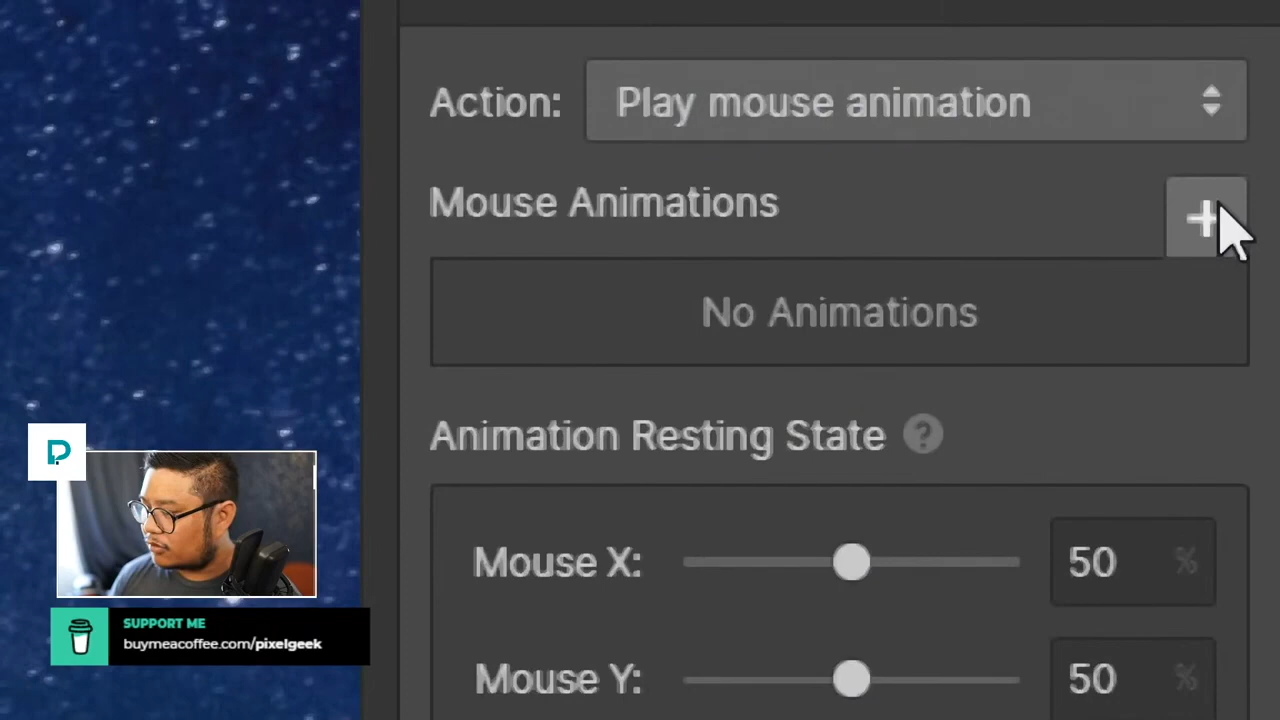 Action: Play mouse animation
Mouse Animations
No Animations
Animation Resting State ?
Mouse X: 50 %
Mouse Y: 50 %
SUPPORT ME
buymeacoffee.com/pixelgeek